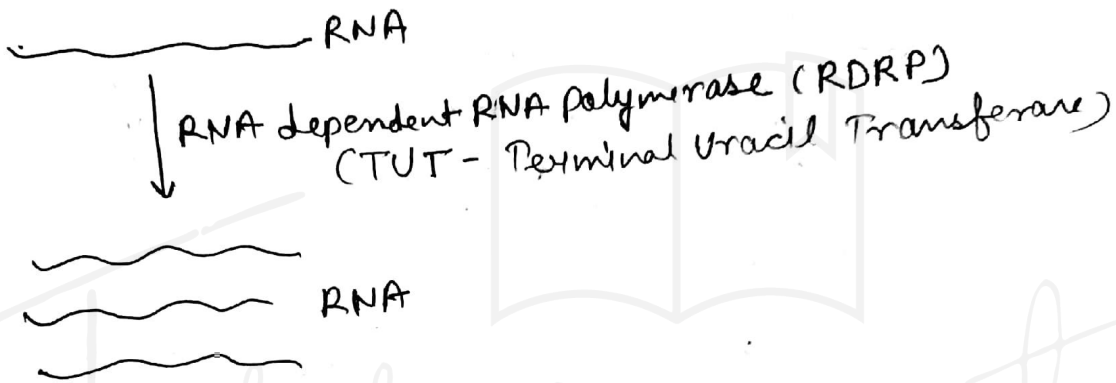 RNA
RNA dependent RNA Polymerase (RDRP)
(TUT - Terminal Uracil Transferase)
RNA